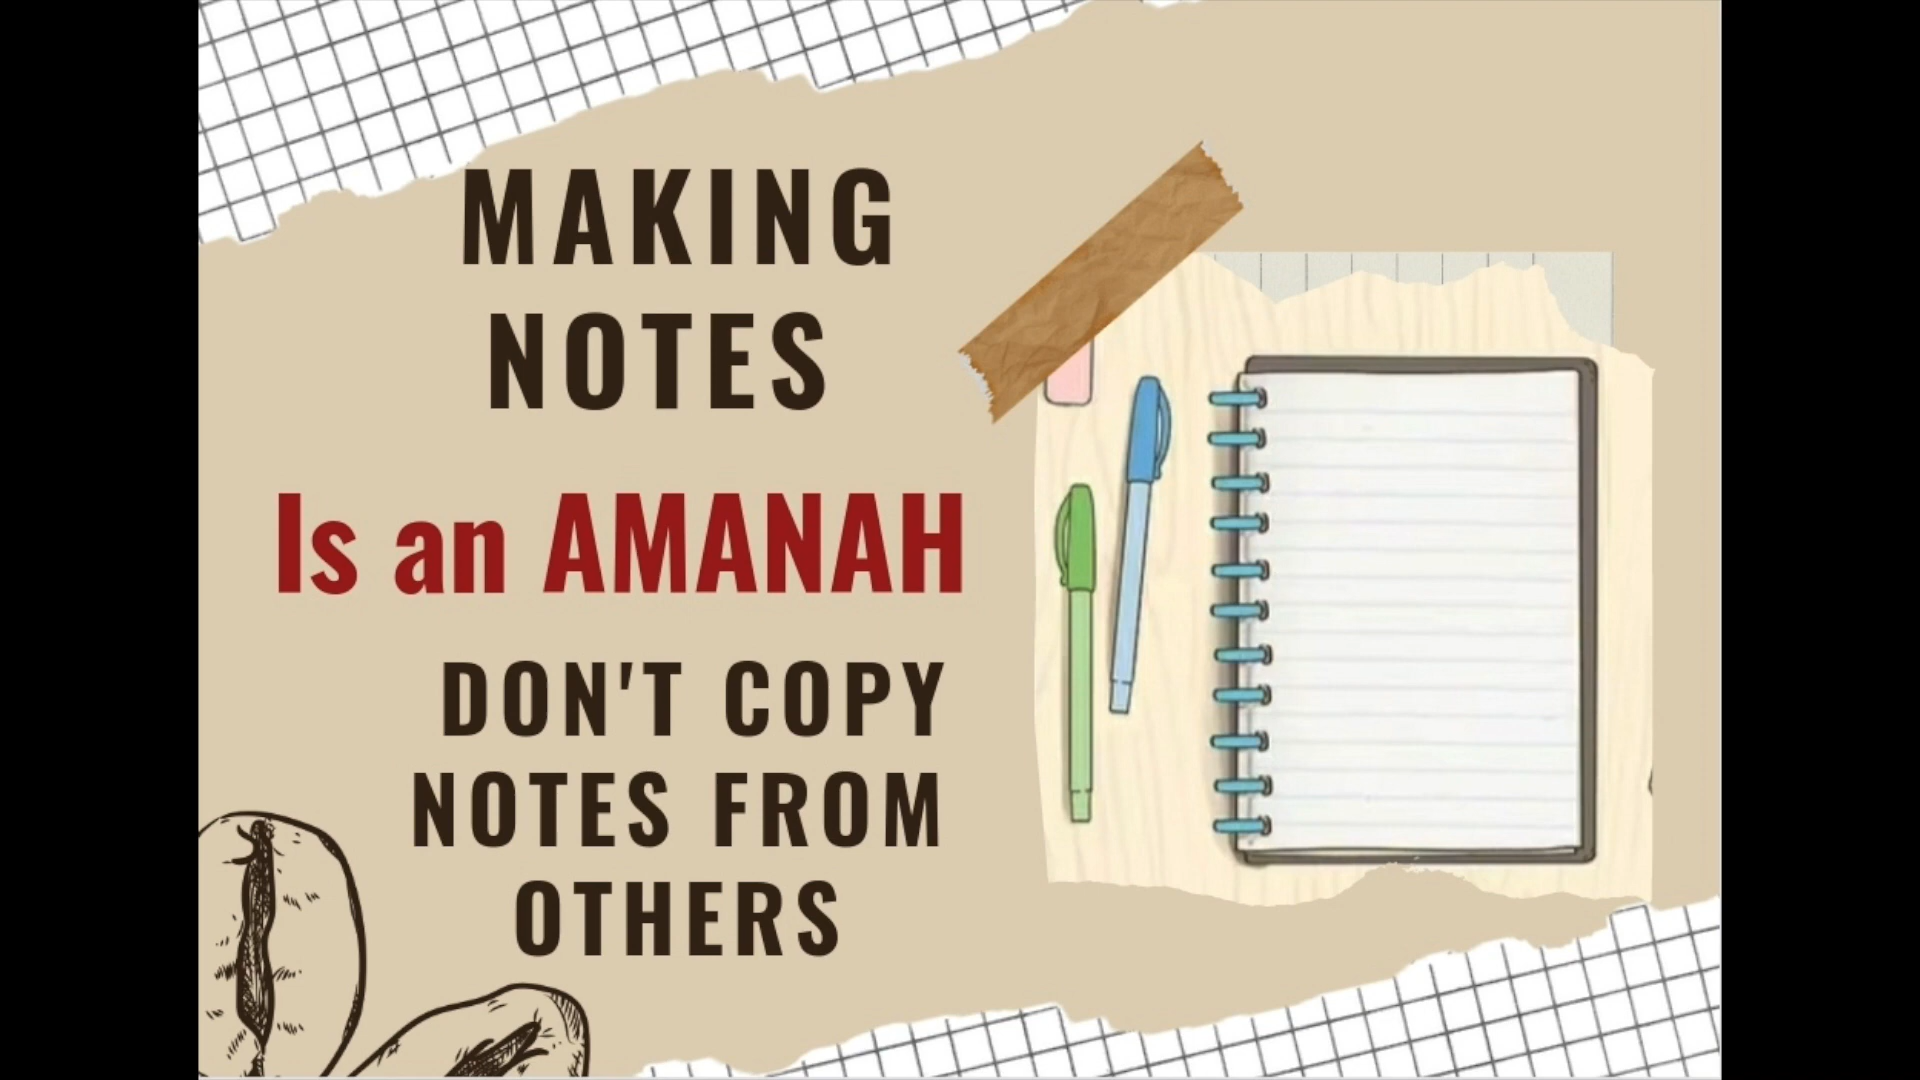 MAKING
NOTES
Is an AMANAH
DON'T COPY
NOTES FROM
OTHERS